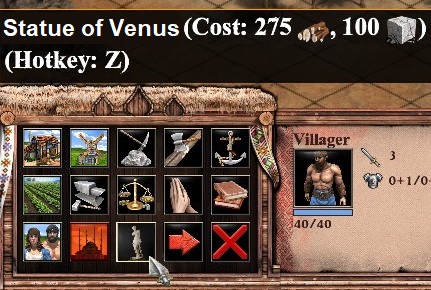 Statue of Venus (Cost: 275 , 100 )
(Hotkey: Z)
Villager
3
0+1/0+
40/40